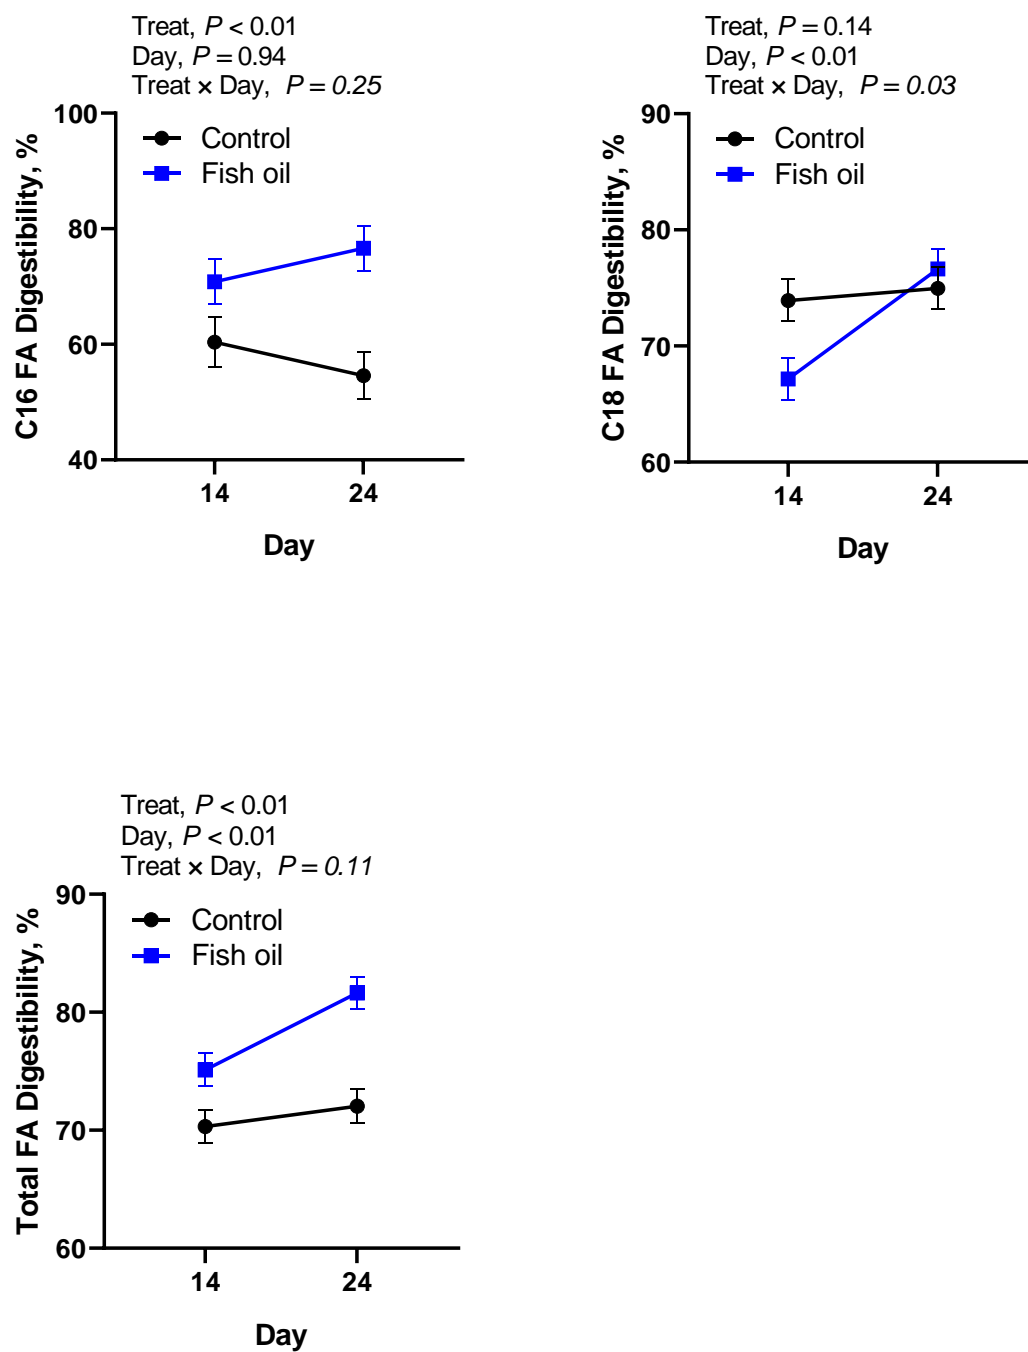 Treat, P < 0.01
Day, P = 0.94
Treat × Day, P = 0.25
100
80
60
40
C16 FA Digestibility, %
Control
Fish oil
14
24
Day
Treat, P = 0.14
Day, P < 0.01
Treat × Day, P = 0.03
90
80
70
60
C18 FA Digestibility, %
Control
Fish oil
14
24
Day
Treat, P < 0.01
Day, P < 0.01
Treat × Day, P = 0.11
90
80
70
60
Total FA Digestibility, %
Control
Fish oil
14
24
Day